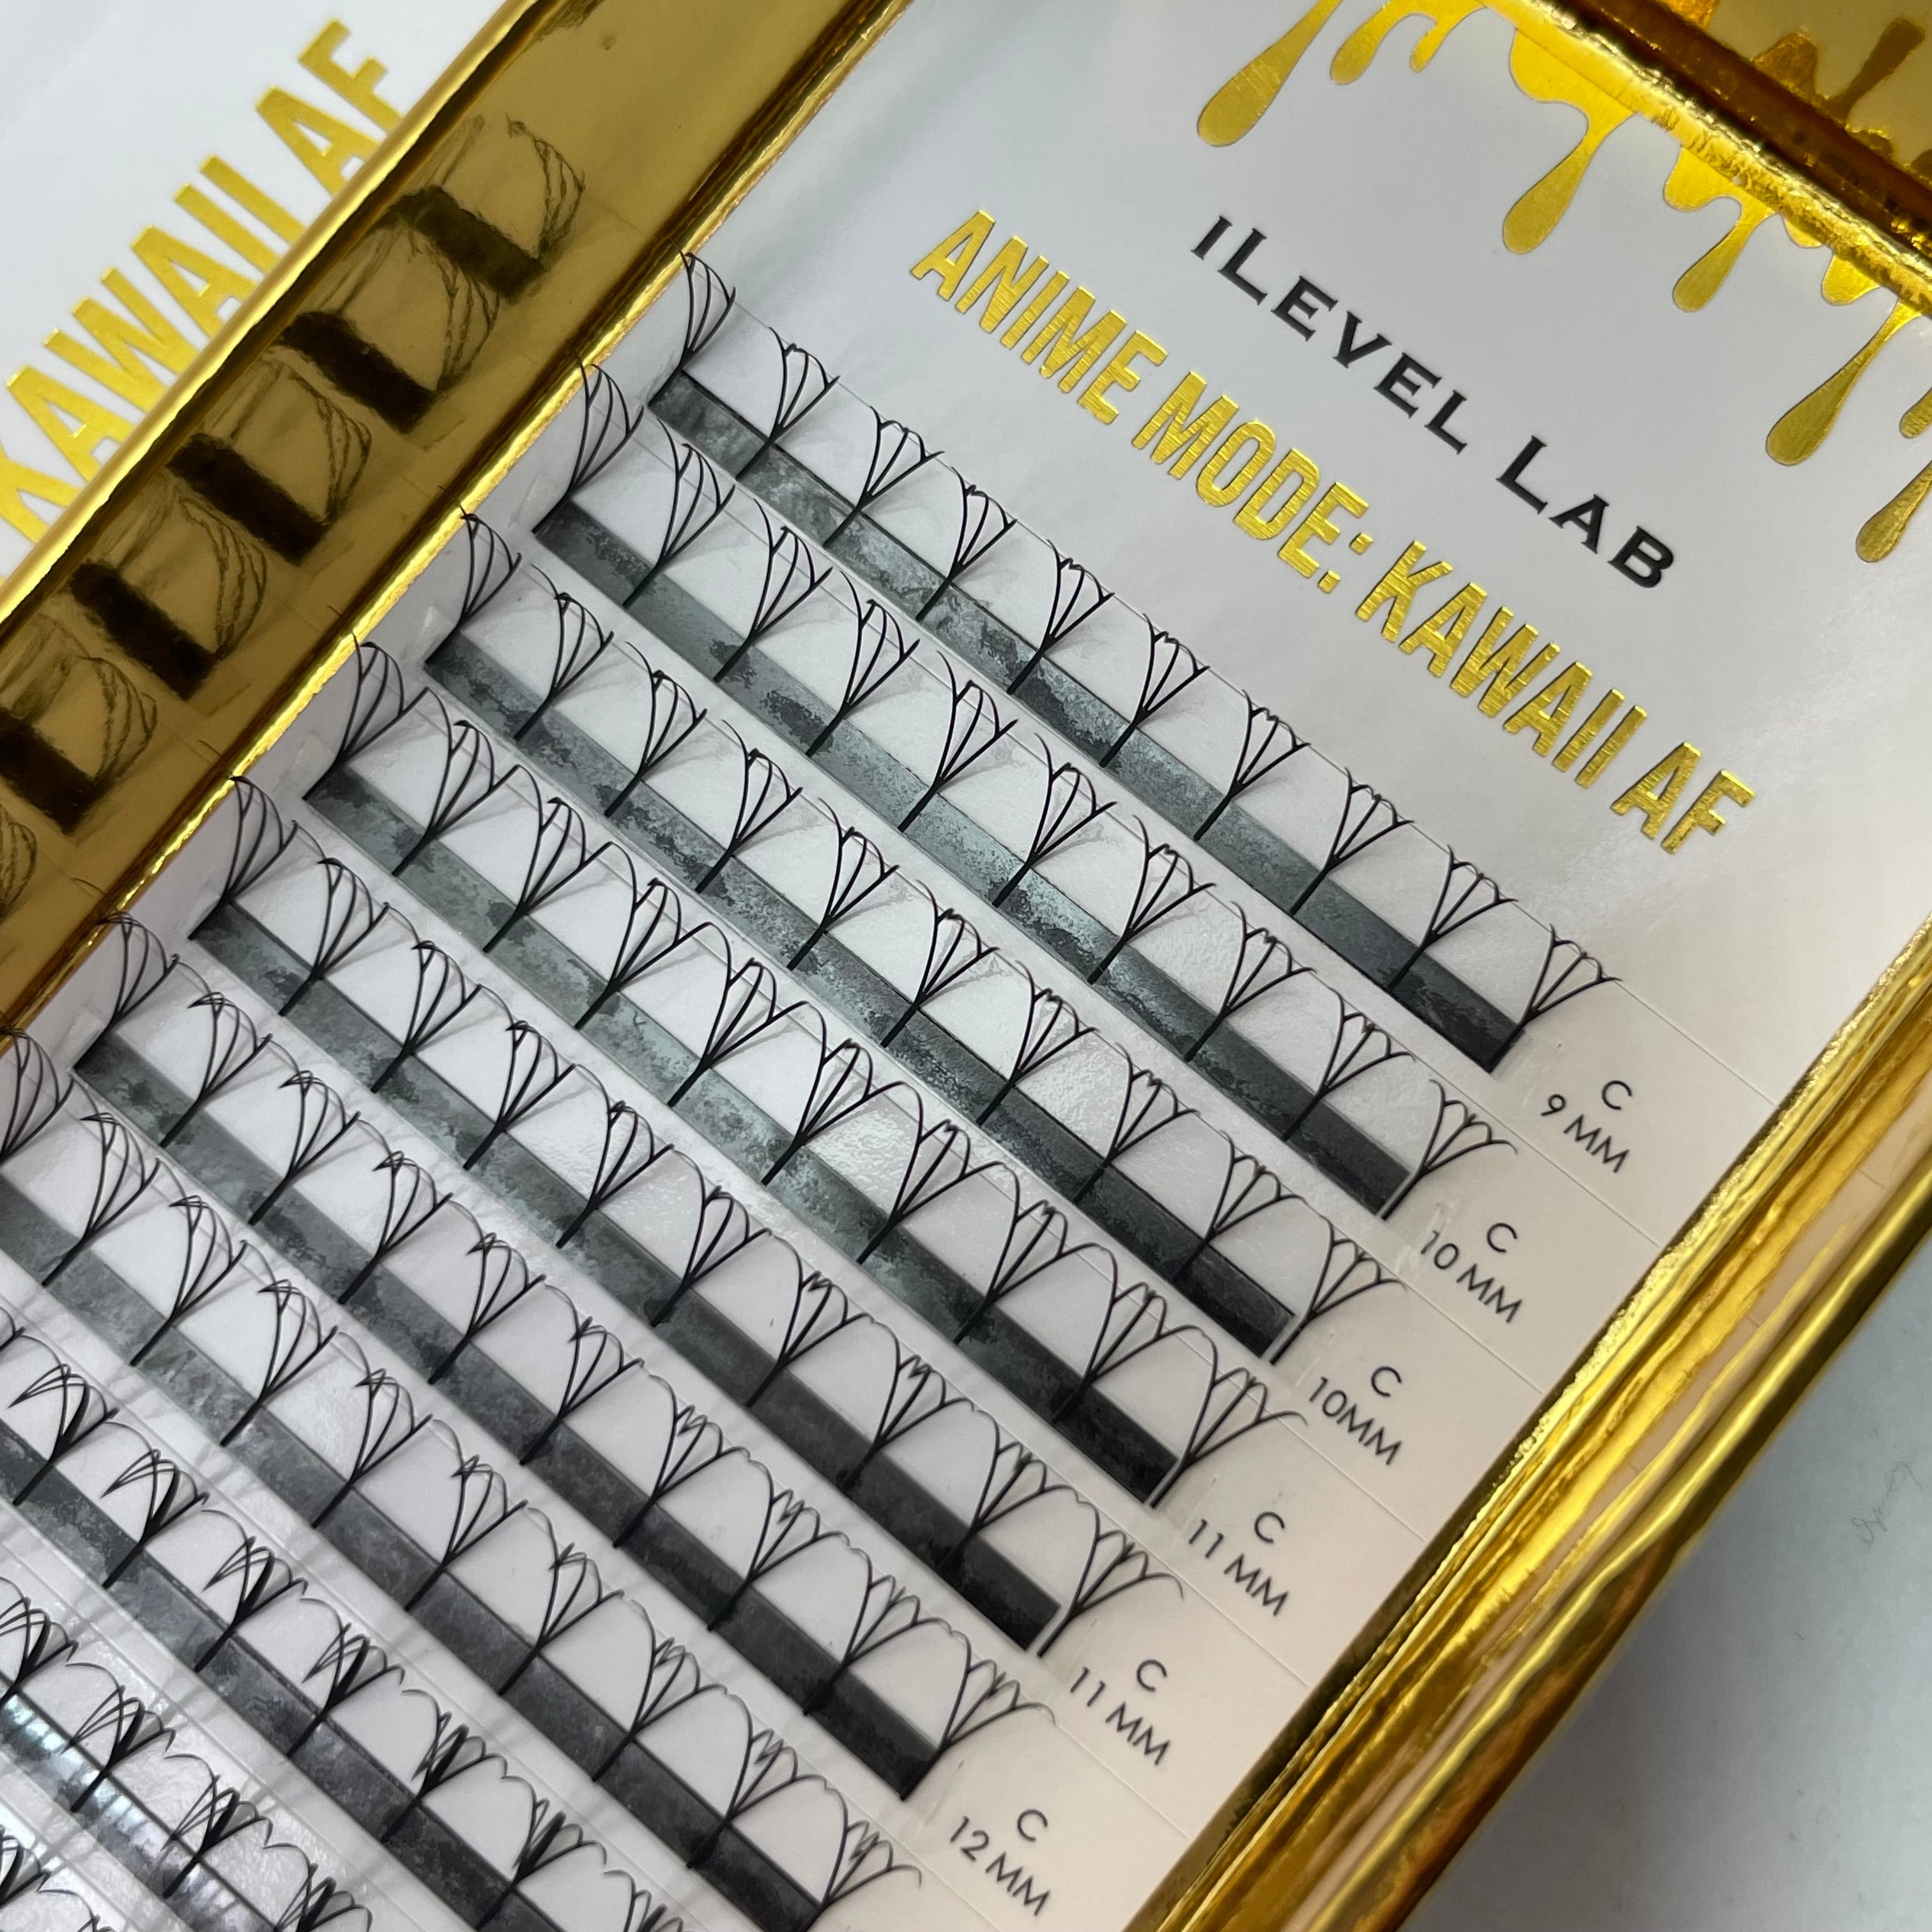 KAWAII AF
iLEVEL LAB
ANIME MODE: KAWAII AF
C
9 MM
C
10 MM
C
10MM
C
11 MM
C
11 MM
C
12 MM